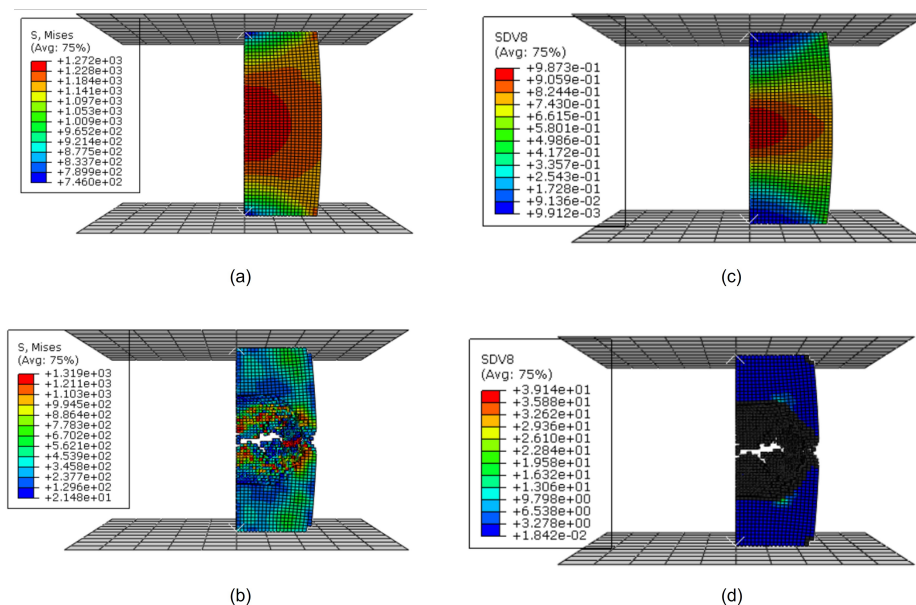 S, Mises
(Avg: 75%)
+1.272e+03
+1.228e+03
+1.184e+03
+1.141e+03
+1.097e+03
+1.053e+03
+1.009e+03
+9.652e+02
+9.214e+02
+8.775e+02
+8.337e+02
+7.899e+02
+7.460e+02
(a)
SDV8
(Avg: 75%)
+9.873e-01
+9.059e-01
+8.244e-01
+7.430e-01
+6.615e-01
+5.801e-01
+4.986e-01
+4.172e-01
+3.357e-01
+2.543e-01
+1.728e-01
+9.136e-02
+9.912e-03
(c)
S, Mises
(Avg: 75%)
+1.319e+03
+1.211e+03
+1.103e+03
+9.945e+02
+8.864e+02
+7.783e+02
+6.702e+02
+5.621e+02
+4.539e+02
+3.458e+02
+2.377e+02
+1.296e+02
+2.148e+01
(b)
SDV8
(Avg: 75%)
+3.914e+01
+3.588e+01
+3.262e+01
+2.936e+01
+2.610e+01
+2.284e+01
+1.958e+01
+1.632e+01
+1.306e+01
+9.798e+00
+6.538e+00
+3.278e+00
+1.842e-02
(d)